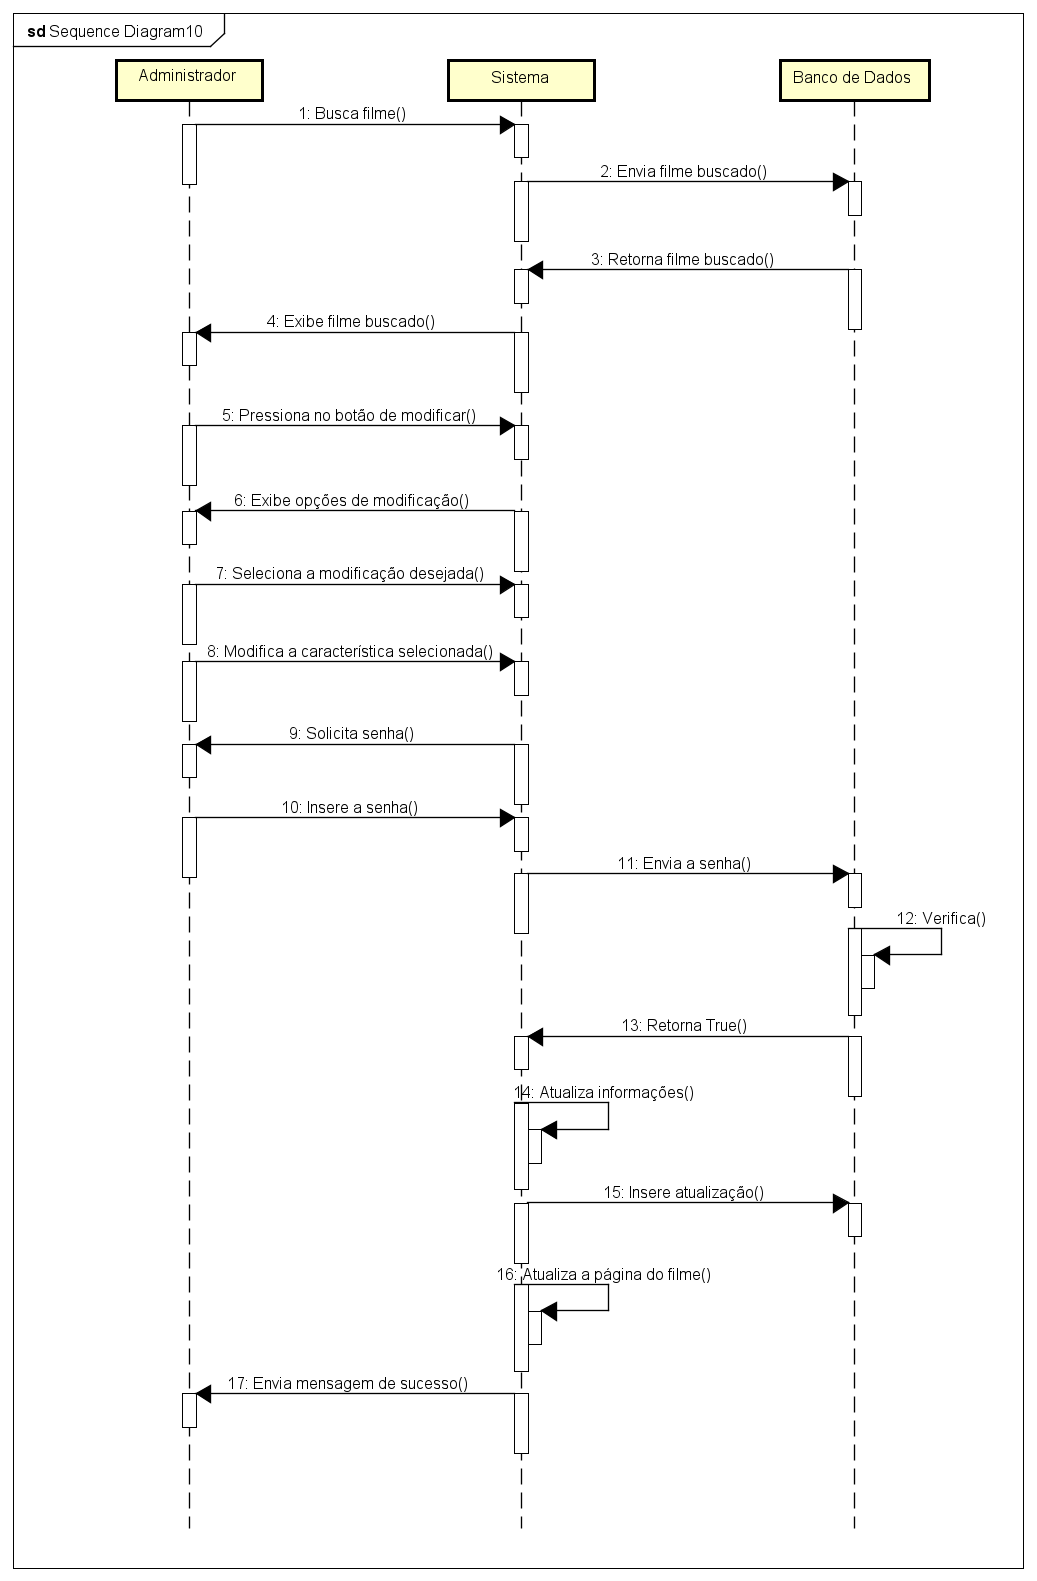 sd Sequence Diagram10
Administrador
Sistema
Banco de Dados
1: Busca filme()
2: Envia filme buscado()
3: Retorna filme buscado()
4: Exibe filme buscado()
5: Pressiona no botão de modificar()
6: Exibe opções de modificação()
7: Seleciona a modificação desejada()
8: Modifica a característica selecionada()
9: Solicita senha()
10: Insere a senha()
11: Envia a senha()
12: Verifica()
13: Retorna True()
14: Atualiza informações()
15: Insere atualização()
16: Atualiza a página do filme()
17: Envia mensagem de sucesso()